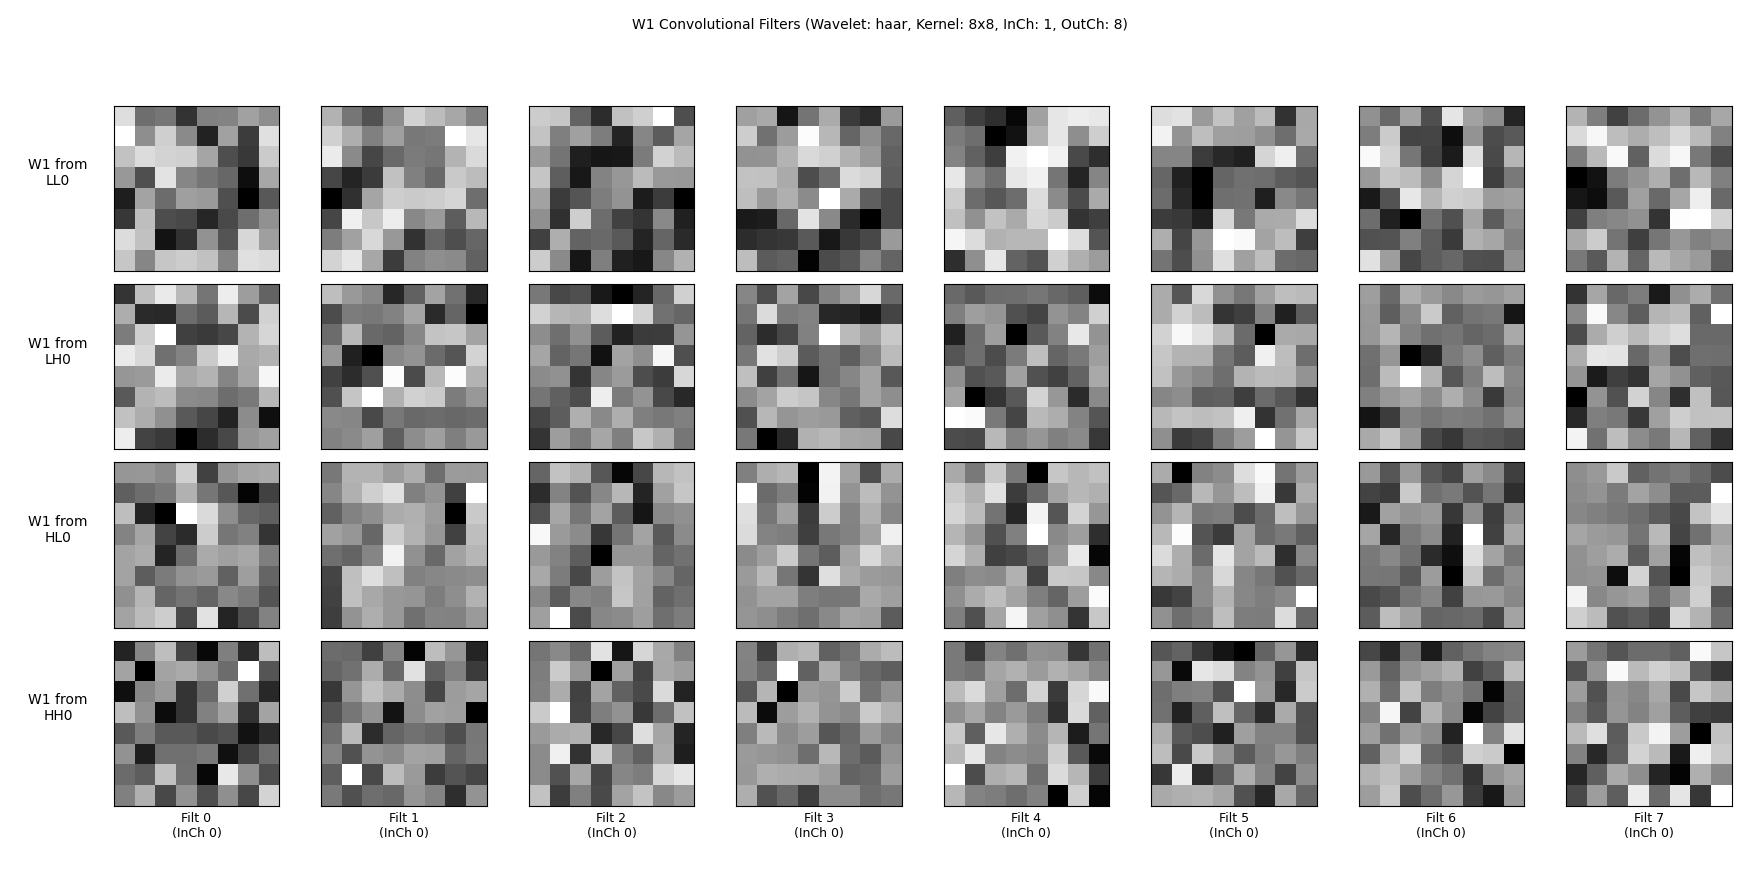 W1 Convolutional Filters (Wavelet: haar, Kernel: 8x8, InCh: 1, OutCh: 8)
W1 from
LL0
W1 from
LH0
W1 from
HL0
W1 from
HH0
Filt 0
(InCh 0)
Filt 1
(InCh 0)
Filt 2
(InCh 0)
Filt 3
(InCh 0)
Filt 4
(InCh 0)
Filt 5
(InCh 0)
Filt 6
(InCh 0)
Filt 7
(InCh 0)